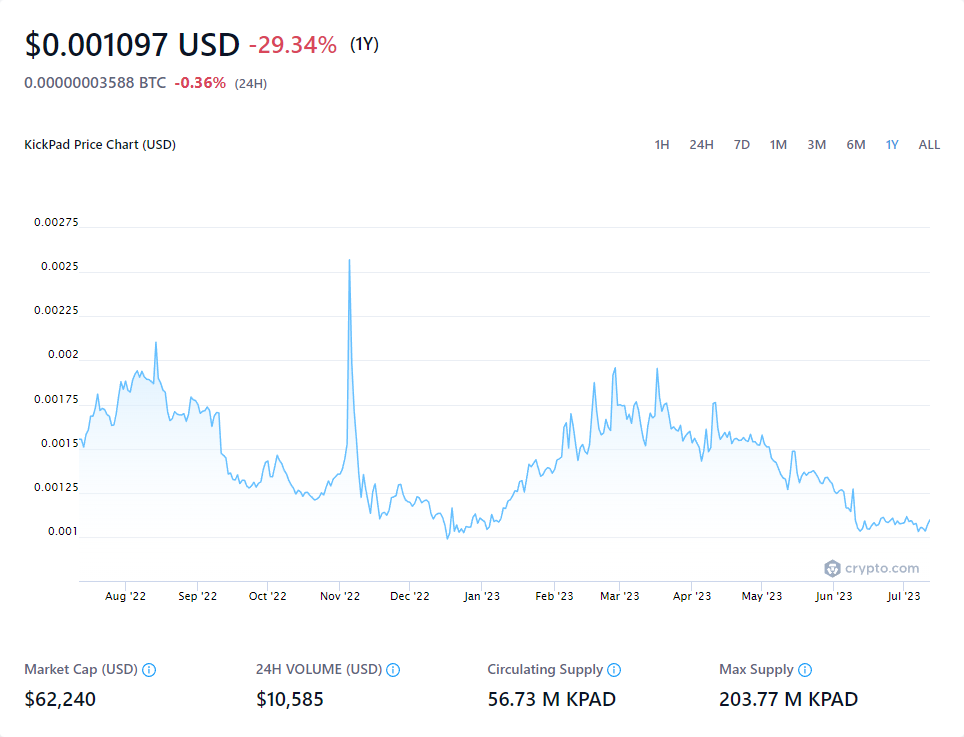 $0.001097 USD -29.34% (1Y)
0.00000003588 BTC -0.36% (24H)
KickPad Price Chart (USD) 1H 24H 7D 1M 3M 6M 1Y ALL
0.00275
0.0025
0.00225
0.002
0.00175
0.0015
0.00125
0.001
crypto.com
Aug '22 Sep '22 Oct '22 Nov '22 Dec '22 Jan '23 Feb '23 Mar '23 Apr '23 May '23 Jun '23 Jul '23
Market Cap (USD) 24H VOLUME (USD) Circulating Supply Max Supply
$62,240 $10,585 56.73 M KPAD 203.77 M KPAD